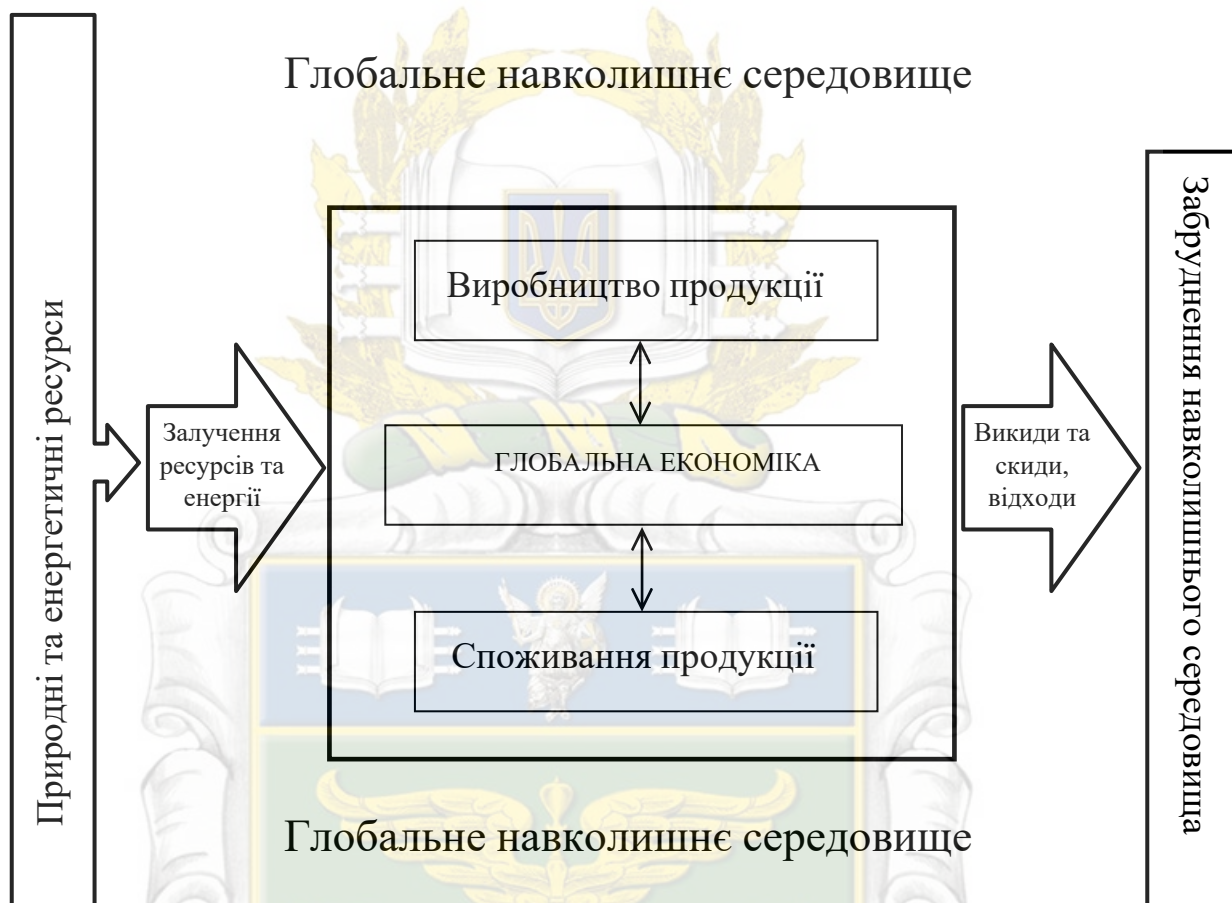 Глобальне навколишнє середовище
Природні та енергетичні ресурси
Залучення
ресурсів та
енергії
Виробництво продукції
ГЛОБАЛЬНА ЕКОНОМІКА
Споживання продукції
Викиди та
скиди,
відходи
Забруднення навколишнього середовища
Глобальне навколишнє середовище